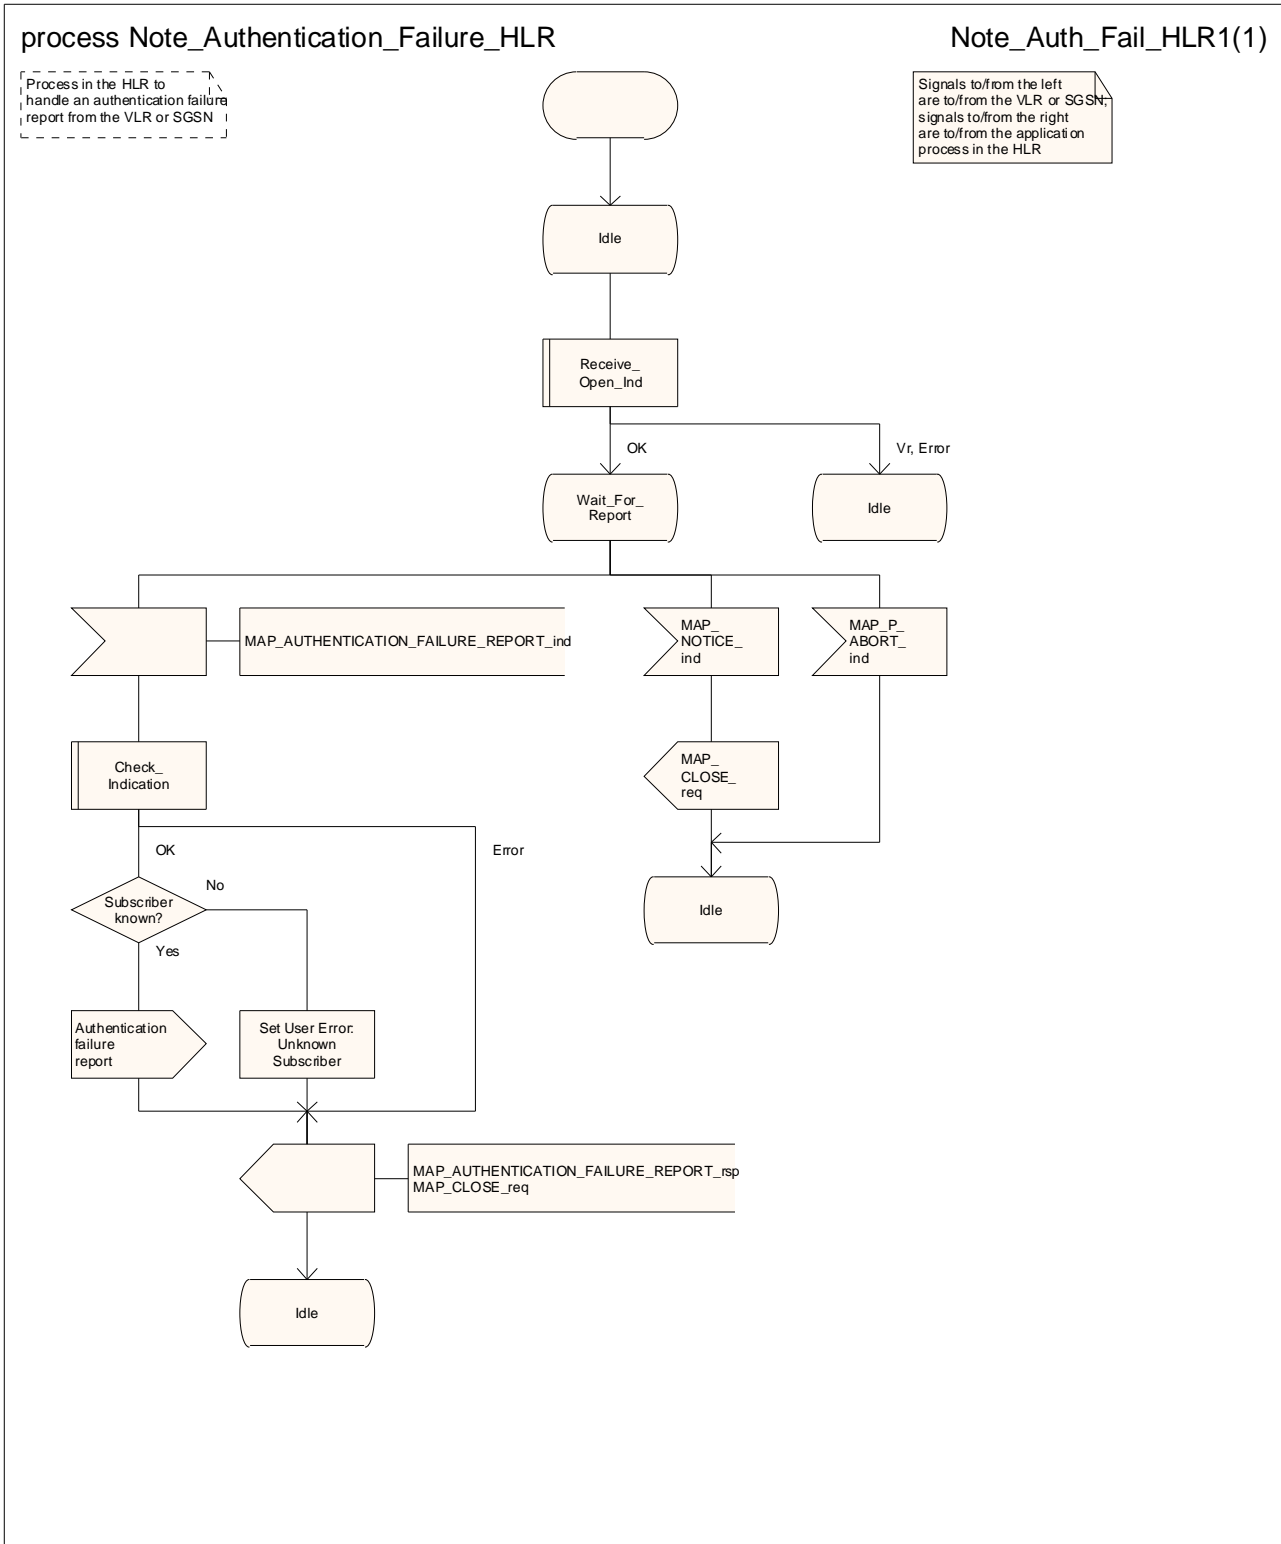 process Note_Authentication_Failure_HLR
Note_Auth_Fail_HLR1(1)
Process in the HLR to
handle an authentication failure
report from the VLR or SGSN
Signals to/from the left
are to/from the VLR or SGSN,
signals to/from the right
are to/from the application
process in the HLR
Idle
Receive_
Open_Ind
OK
Vr, Error
Wait_For_
Report
Idle
MAP_AUTHENTICATION_FAILURE_REPORT_ind
MAP_
NOTICE_
ind
MAP_P_
ABORT_
ind
Check_
Indication
MAP_
CLOSE_
req
OK
Error
No
Subscriber
known?
Idle
Yes
Authentication
failure
report
Set User Error:
Unknown
Subscriber
MAP_AUTHENTICATION_FAILURE_REPORT_rsp
MAP_CLOSE_req
Idle